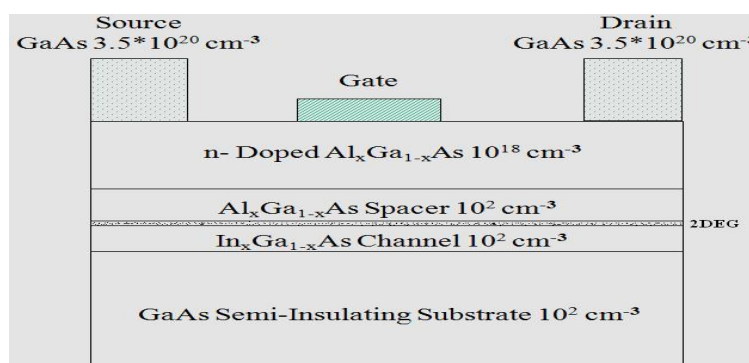 Source
GaAs 3.5*10²⁰ cm⁻³
Drain
GaAs 3.5*10²⁰ cm⁻³
Gate
n- Doped AlₓGa₁₋ₓAs 10¹⁸ cm⁻³
AlₓGa₁₋ₓAs Spacer 10² cm⁻³
2DEG
InₓGa₁₋ₓAs Channel 10² cm⁻³
GaAs Semi-Insulating Substrate 10² cm⁻³